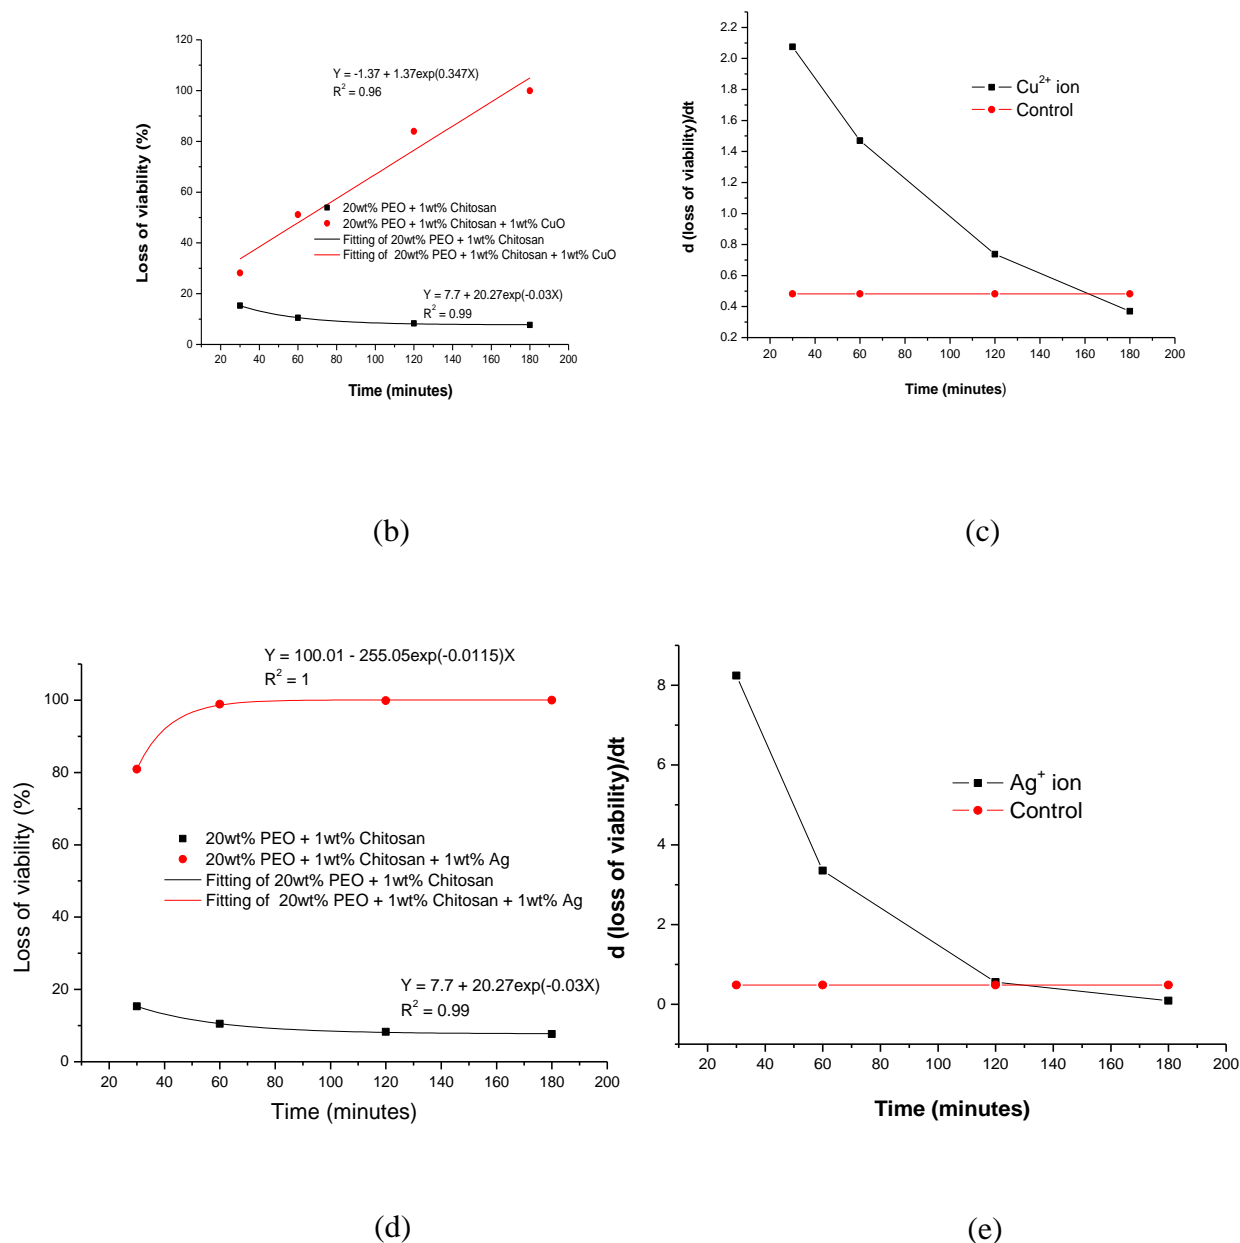 120
100
80
60
40
20
0
20 40 60 80 100 120 140 160 180 200
Loss of viability (%)
Time (minutes)
Y = -1.37 + 1.37exp(0.347X)
R² = 0.96
20wt% PEO + 1wt% Chitosan
20wt% PEO + 1wt% Chitosan + 1wt% CuO
Fitting of 20wt% PEO + 1wt% Chitosan
Fitting of 20wt% PEO + 1wt% Chitosan + 1wt% CuO
Y = 7.7 + 20.27exp(-0.03X)
R² = 0.99
(b)
2.2
2.0
1.8
1.6
1.4
1.2
1.0
0.8
0.6
0.4
0.2
20 40 60 80 100 120 140 160 180 200
d (loss of viability)/dt
Time (minutes)
Cu²⁺ ion
Control
(c)
Y = 100.01 - 255.05exp(-0.0115)X
R² = 1
100
80
60
40
20
0
20 40 60 80 100 120 140 160 180 200
Loss of viability (%)
Time (minutes)
20wt% PEO + 1wt% Chitosan
20wt% PEO + 1wt% Chitosan + 1wt% Ag
Fitting of 20wt% PEO + 1wt% Chitosan
Fitting of 20wt% PEO + 1wt% Chitosan + 1wt% Ag
Y = 7.7 + 20.27exp(-0.03X)
R² = 0.99
(d)
8
6
4
2
0
20 40 60 80 100 120 140 160 180 200
d (loss of viability)/dt
Time (minutes)
Ag⁺ ion
Control
(e)